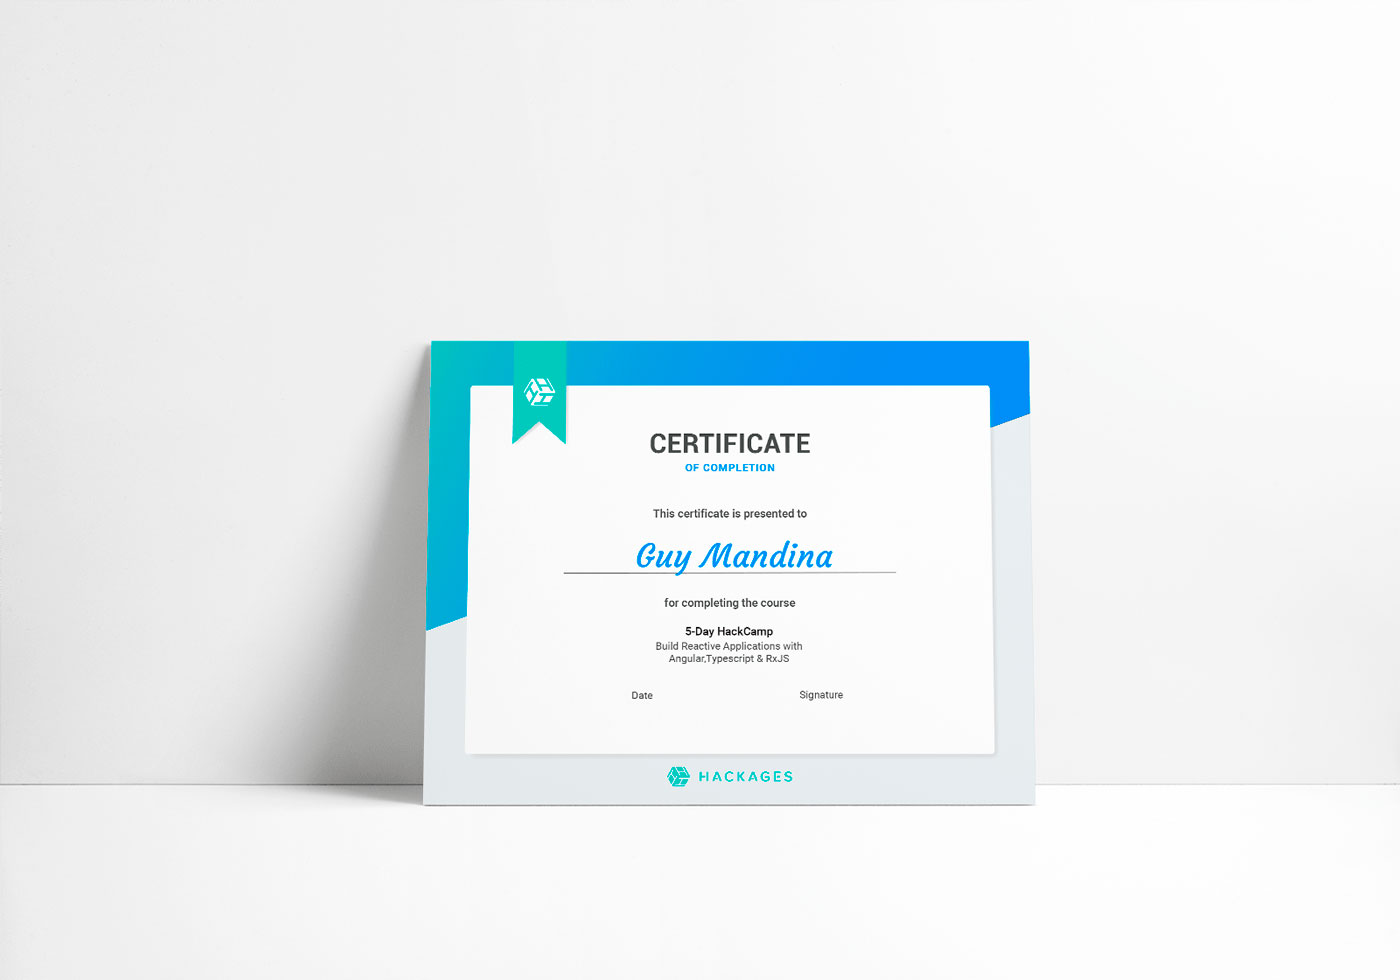 CERTIFICATE
OF COMPLETION
This certificate is presented to
Guy Mandina
for completing the course
5-Day HackCamp
Build Reactive Applications with
Angular,Typescript & RxJS
Date
Signature
HACKAGES